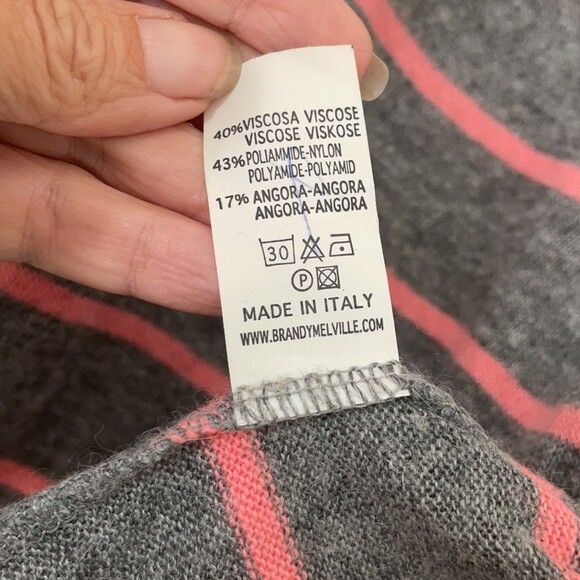 40% VISCOSA VISCOSE
VISCOSE VISKOSE
43% POLIAMMIDE-NYLON
POLYAMIDE-POLYAMID
17% ANGORA-ANGORA
ANGORA-ANGORA
30
P
MADE IN ITALY
WWW.BRANDYMELVILLE.COM